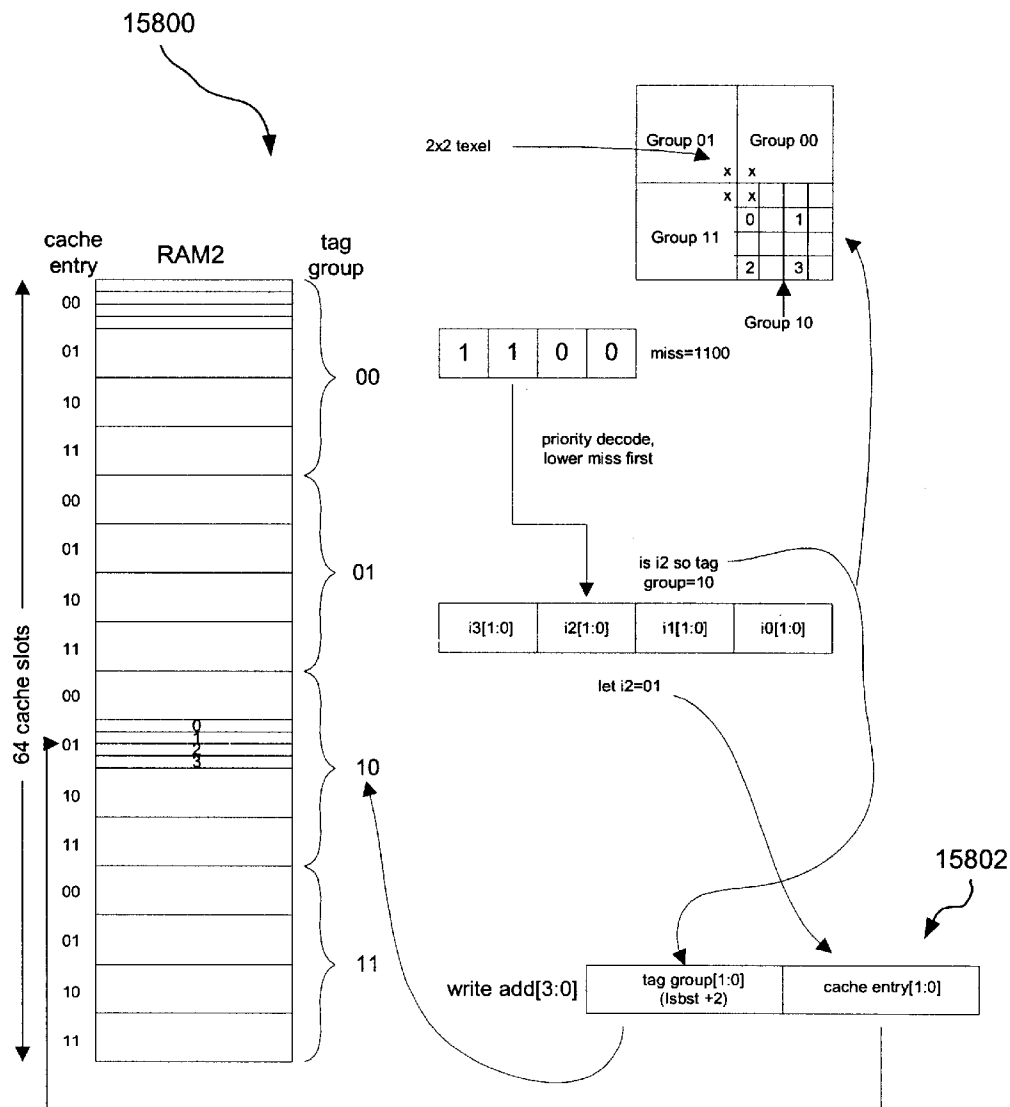 15800
2x2 texel
Group 01
Group 00
x x
x x
Group 11
0 1
2 3
Group 10
cache
entry
RAM2
tag
group
64 cache slots
00
01
10
11
00
00
01
10
11
01
00
01
0
1
2
3
10
11
10
00
01
10
11
11
1 1 0 0
miss=1100
priority decode,
lower miss first
is i2 so tag
group=10
i3[1:0] i2[1:0] i1[1:0] i0[1:0]
let i2=01
15802
write add[3:0]
tag group[1:0]
(lsbst +2)
cache entry[1:0]